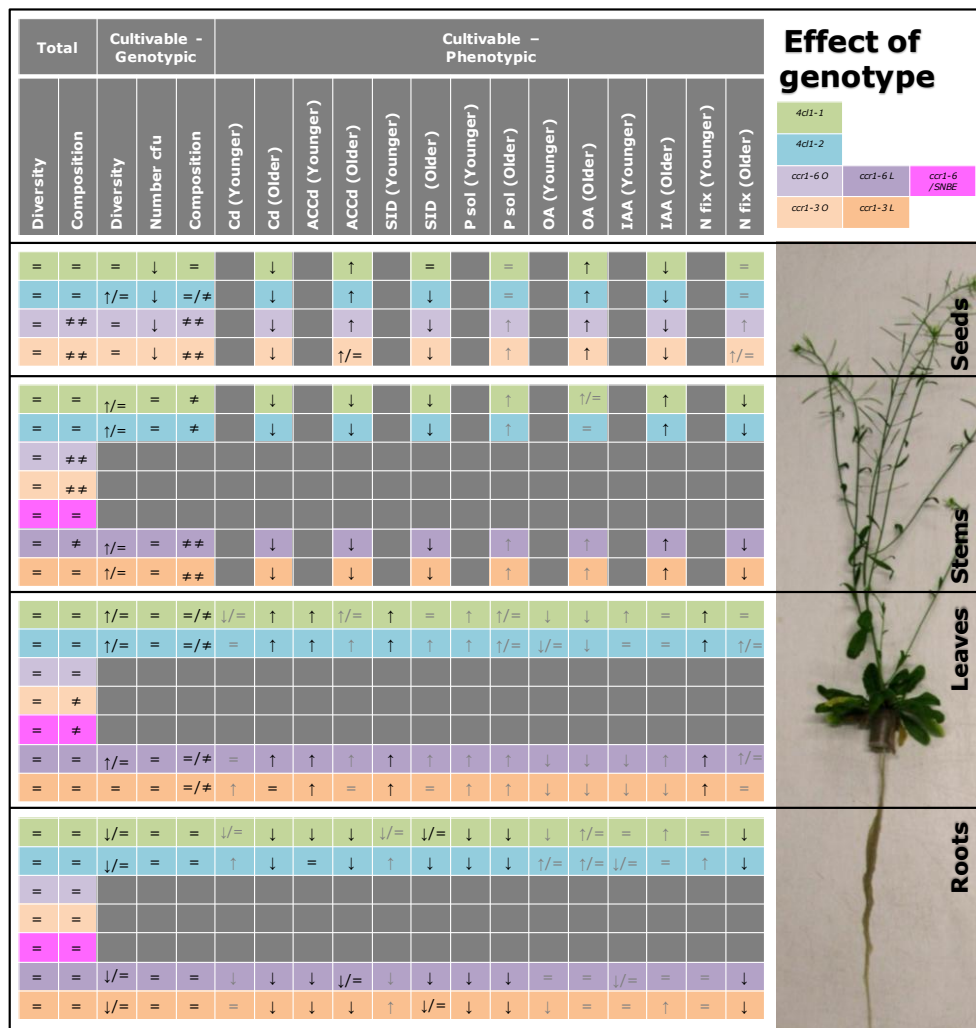 Total
Cultivable -
Genotypic
Cultivable –
Phenotypic
Effect of
genotype
Diversity
Composition
Diversity
Number cfu
Composition
Cd (Younger)
Cd (Older)
ACCd (Younger)
ACCd (Older)
SID (Younger)
SID (Older)
P sol (Younger)
P sol (Older)
OA (Younger)
OA (Older)
IAA (Younger)
IAA (Older)
N fix (Younger)
N fix (Older)
4cl1-1
4cl1-2
ccr1-6 O ccr1-6 L ccr1-6
/SNBE
ccr1-3 O ccr1-3 L
= = = ↓ = ↓ ↑ = = ↑ ↓ =
= = ↑/= ↓ =/≠ ↓ ↑ ↓ = ↑ ↓ =
= ≠≠ = ↓ ≠≠ ↓ ↑ ↓ ↑ ↑ ↓ ↑
= ≠≠ = ↓ ≠≠ ↓ ↑/= ↓ ↑ ↑ ↓ ↑/=
Seeds
= = ↑/= = ≠ ↓ ↓ ↓ ↑ ↑/= ↑ ↓
= = ↑/= = ≠ ↓ ↓ ↓ ↑ = ↑ ↓
= ≠≠
= ≠≠
= =
= ≠ ↑/= = ≠≠ ↓ ↓ ↓ ↑ ↑ ↑ ↓
= = ↑/= = ≠≠ ↓ ↓ ↓ ↑ ↑ ↑ ↓
Stems
= = ↑/= = =/≠ ↓/= ↑ ↑ ↑/= ↑ = ↑ ↑/= ↓ ↓ ↑ = ↑ =
= = ↑/= = =/≠ = ↑ ↑ ↑ ↑ ↑ ↑ ↑/= ↓/= ↓ = = ↑ ↑/=
= =
= ≠
= ≠
= = ↑/= = =/≠ = ↑ ↑ ↑ ↑ ↑ ↑ ↑ ↓ ↓ ↓ ↑ ↑ ↑/=
= = = = =/≠ ↑ = ↑ = ↑ = ↑ ↑ ↓ ↓ ↓ ↓ ↑ =
Leaves
= = ↓/= = = ↓/= ↓ ↓ ↓ ↓/= ↓/= ↓ ↓ ↓ ↑/= = ↑ = ↓
= = ↓/= = = ↑ ↓ = ↓ ↑ ↓ ↓ ↓ ↑/= ↑/= ↓/= = ↑ ↓
= =
= =
= =
= = ↓/= = = ↓ ↓ ↓ ↓/= ↓ ↓ ↓ ↓ = = ↓/= = = ↓
= = ↓/= = = = ↓ ↓ ↓ ↑ ↓/= ↓ ↓ ↓ = = ↑ = ↓
Roots